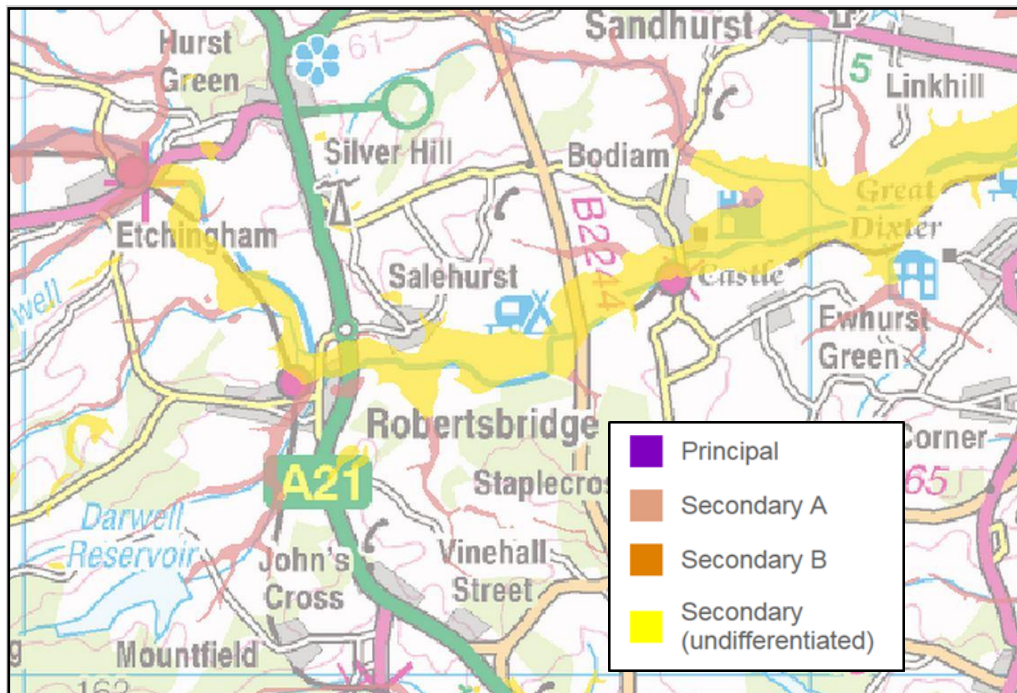 Hurst
Green
61
Sandhurst
5
Linkhill
Silver Hill
Bodiam
B2244
Great
Dixter
Etchingham
Castle
Salehurst
Ewhurst
Green
Robertsbridge
A21
Corner
65
Darwell
Reservoir
John's
Cross
Vinehall
Street
Mountfield
Principal
Secondary A
Secondary B
Secondary
(undifferentiated)